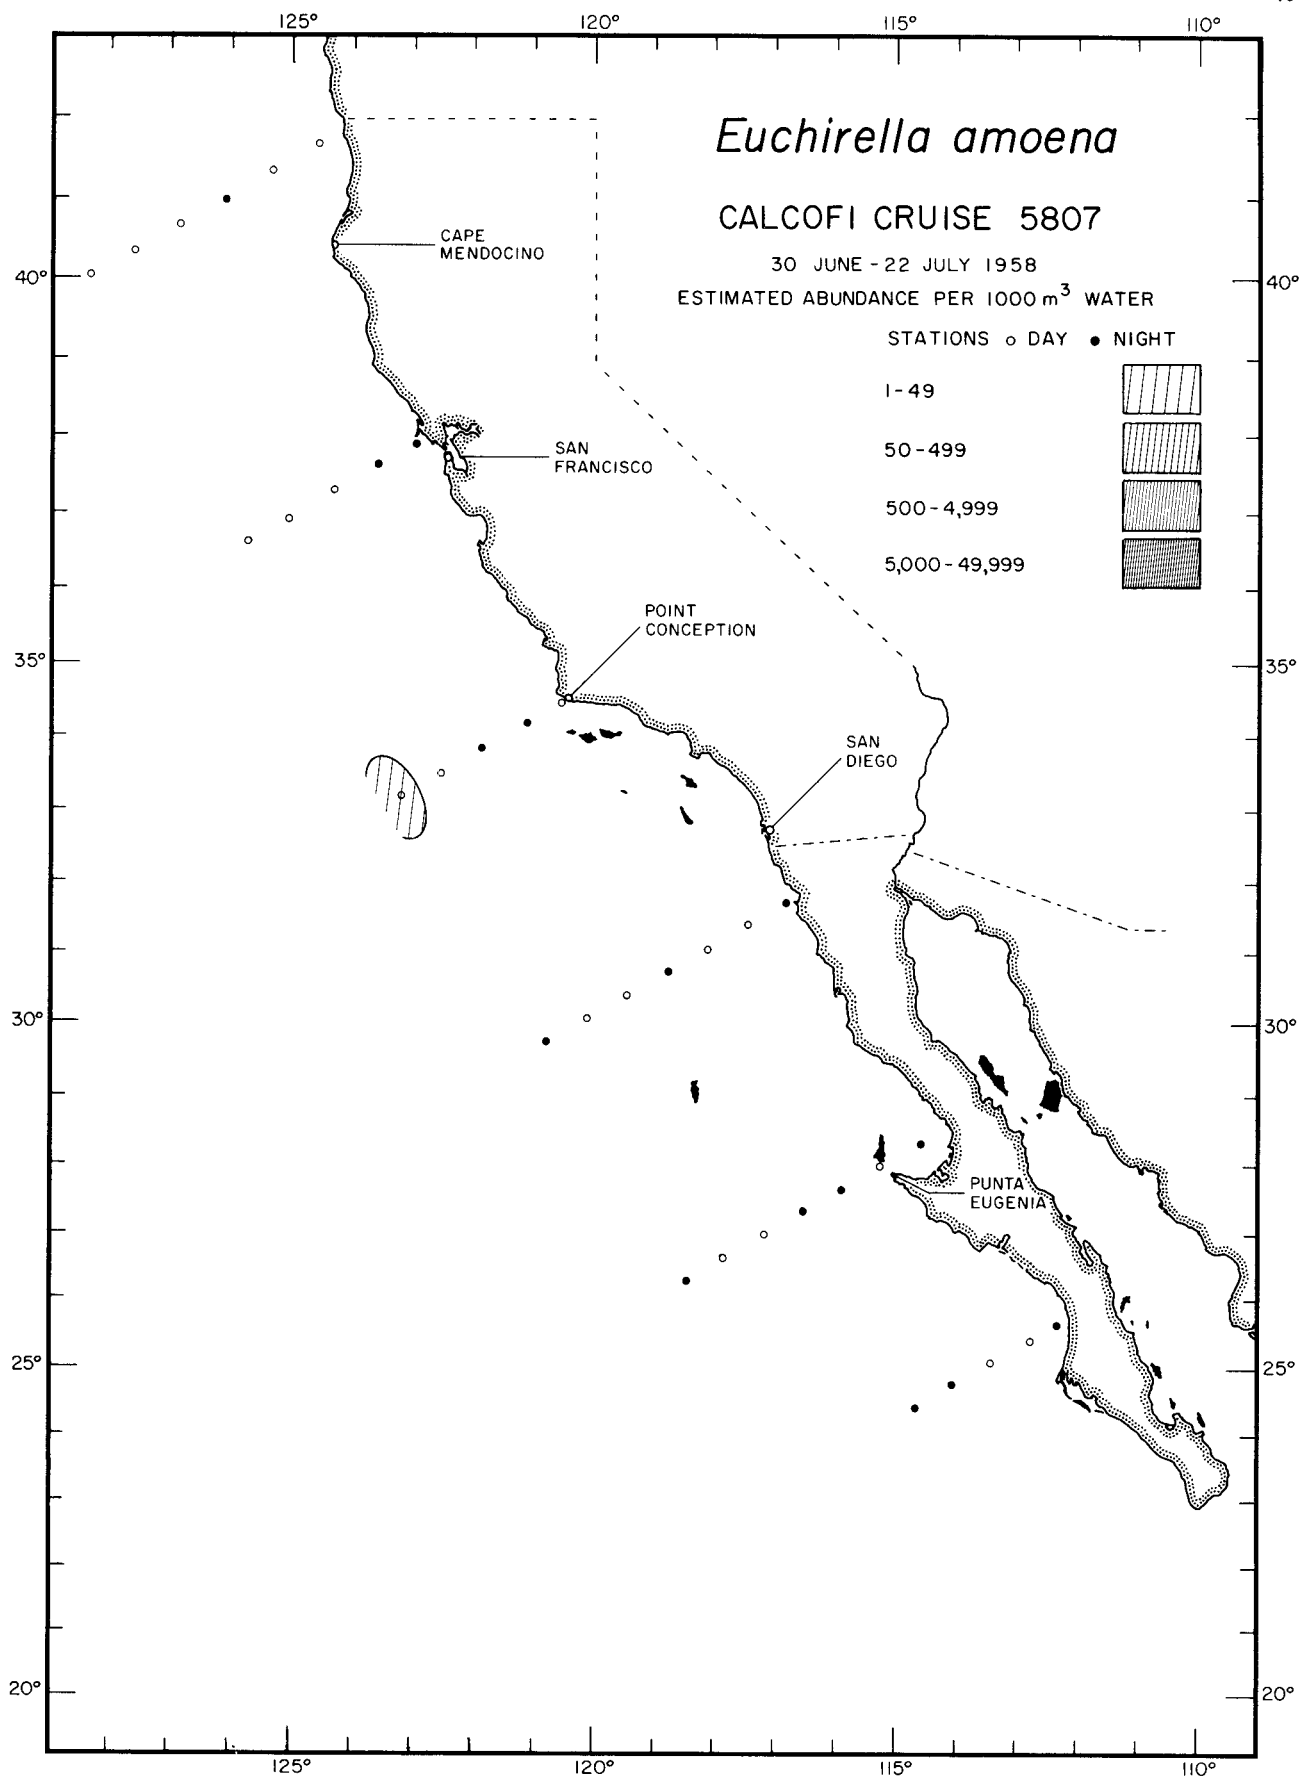 125° 120° 115° 110°
Euchirella amoena
CALCOFI CRUISE 5807
30 JUNE - 22 JULY 1958
ESTIMATED ABUNDANCE PER 1000 m³ WATER
STATIONS ○ DAY ● NIGHT
1-49
50-499
500-4,999
5,000-49,999
CAPE
MENDOCINO
40° 40°
SAN
FRANCISCO
POINT
CONCEPTION
35° 35°
SAN
DIEGO
30° 30°
PUNTA
EUGENIA
25° 25°
20° 20°
125° 120° 115° 110°